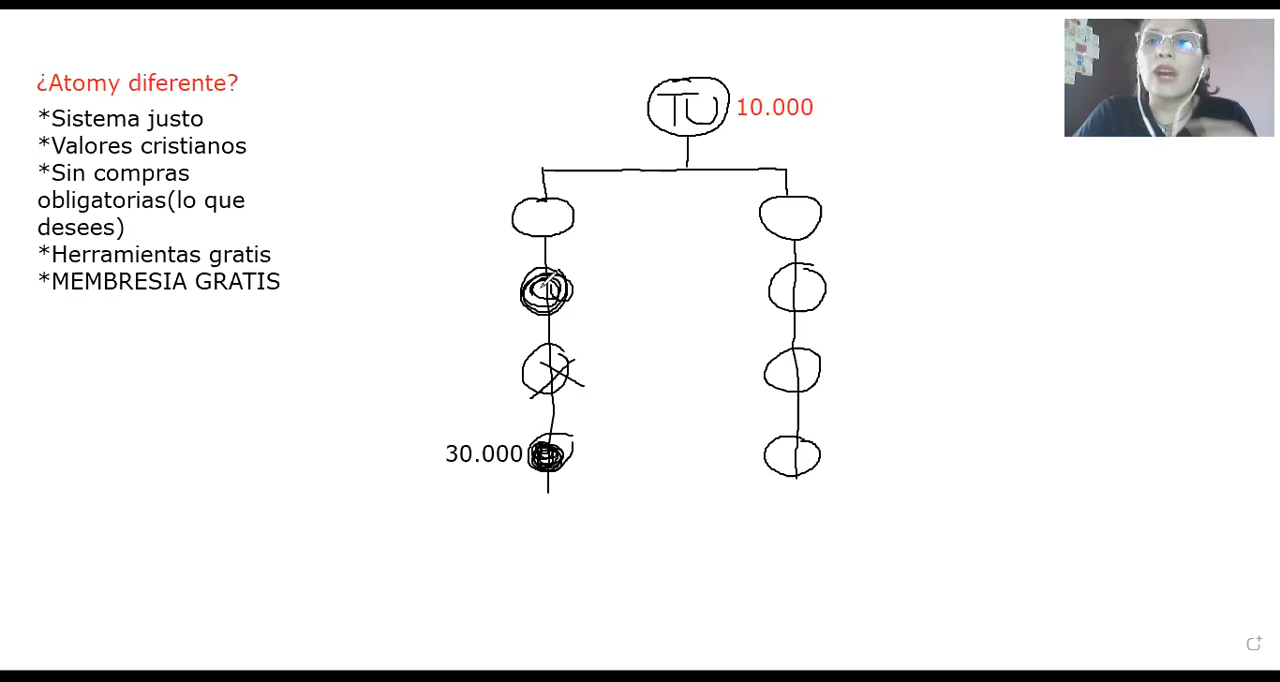 ¿Atomy diferente?
*Sistema justo
*Valores cristianos
*Sin compras
obligatorias(lo que
desees)
*Herramientas gratis
*MEMBRESIA GRATIS
TU
10.000
30.000